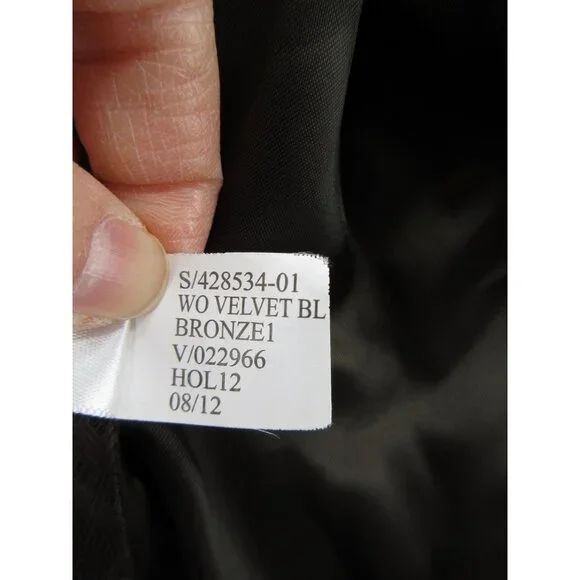 S/428534-01
WO VELVET BL
BRONZE1
V/022966
HOL12
08/12